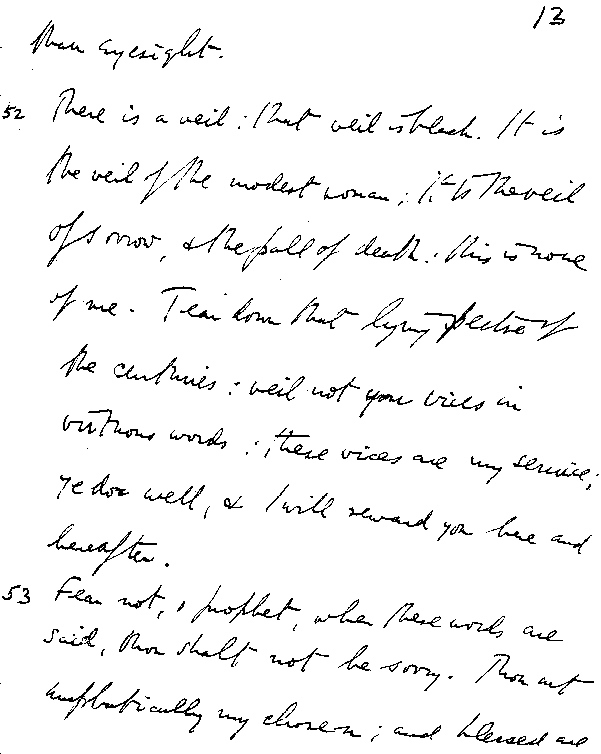 13
than eyesight.
52 There is a veil : that veil is black. It is
the veil of the modest woman ; it is the veil
of sorrow, & the pall of death : this is none
of me. Tear down that lying spectre of
the centuries : veil not your vices in
virtuous words : these vices are my service ;
ye do well, & I will reward you here and
hereafter.
53 Fear not, o prophet, when these words are
said, thou shalt not be sorry. Thou art
emphatically my chosen ; and blessed are